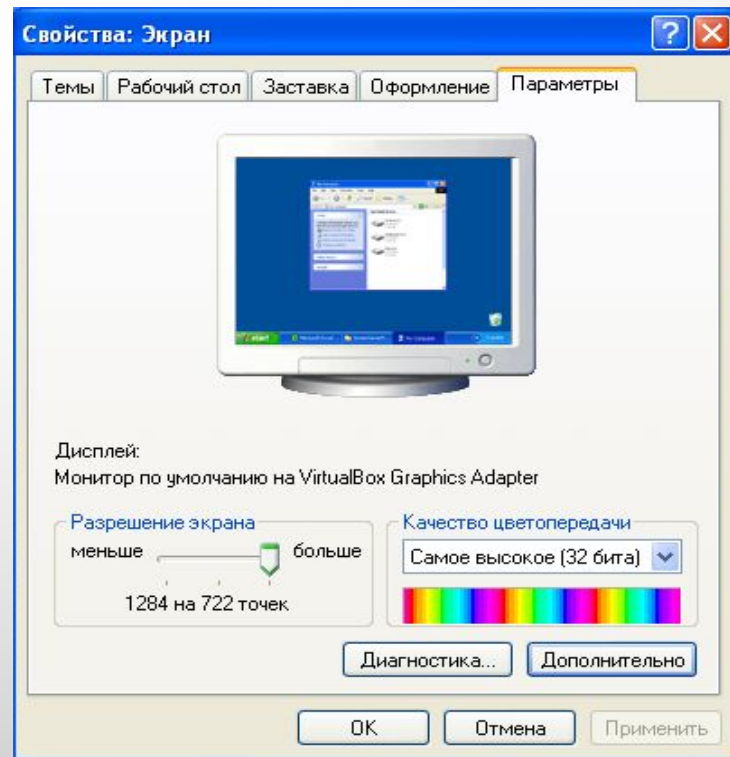 Свойства: Экран
Темы Рабочий стол Заставка Оформление Параметры
start
Дисплей:
Монитор по умолчанию на VirtualBox Graphics Adapter
Разрешение экрана
меньше больше
1284 на 722 точек
Качество цветопередачи
Самое высокое (32 бита)
Диагностика... Дополнительно
OK Отмена Применить